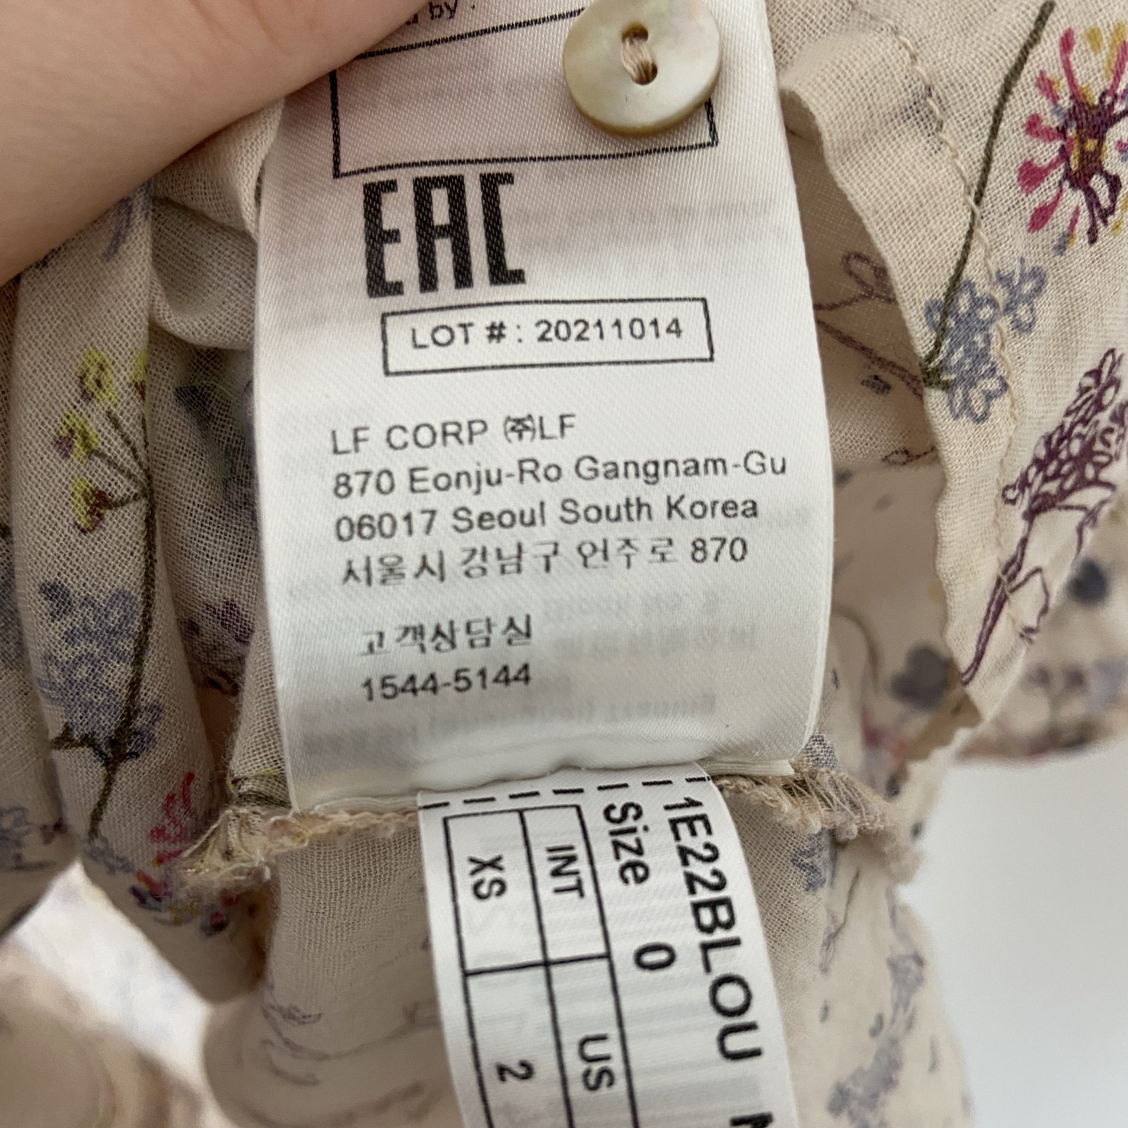 by :
EAC
LOT # : 20211014
LF CORP ㈜LF
870 Eonju-Ro Gangnam-Gu
06017 Seoul South Korea
서울시 강남구 언주로 870
고객상담실
1544-5144
1E22BLOU
Size 0
INT US
XS 2